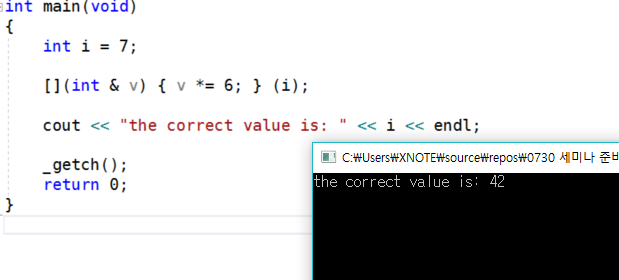 int main(void)
{
int i = 7;
[](int & v) { v *= 6; } (i);
cout << "the correct value is: " << i << endl;
_getch();
return 0;
}
C:₩Users₩XNOTE₩source₩repos₩0730 세미나 준비
the correct value is: 42